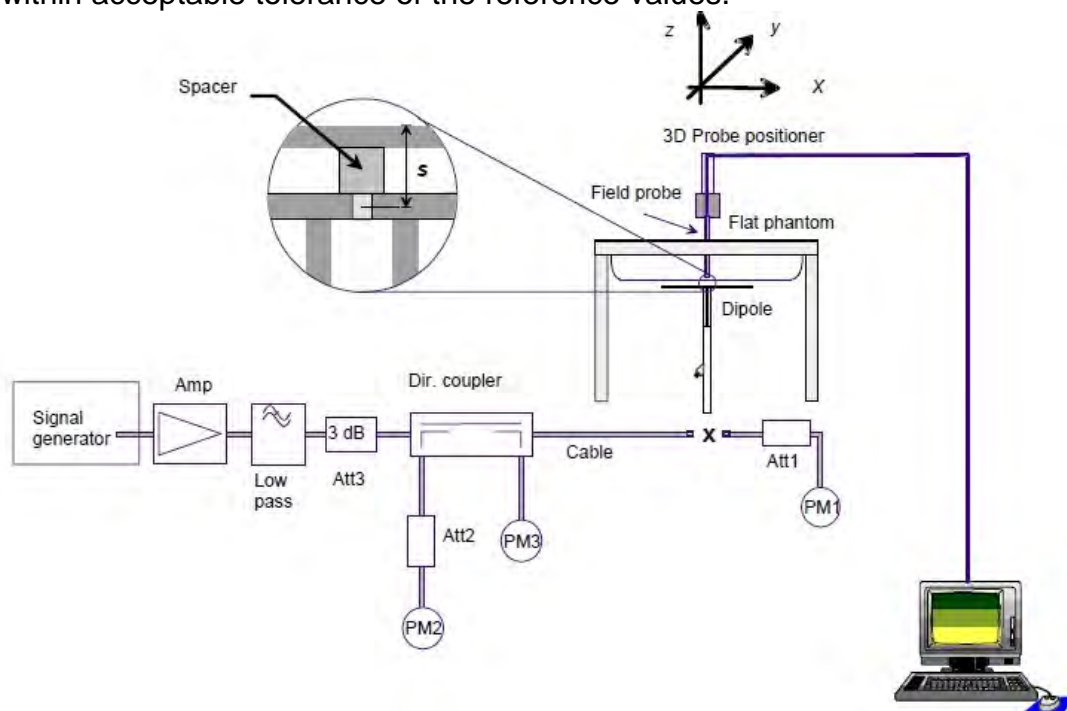 within acceptable tolerance of the reference values.
z
y
X
Spacer
s
3D Probe positioner
Field probe
Flat phantom
Dipole
Signal
generator
Amp
Low
pass
3 dB
Att3
Dir. coupler
Cable
x
Att1
PM1
Att2
PM3
PM2